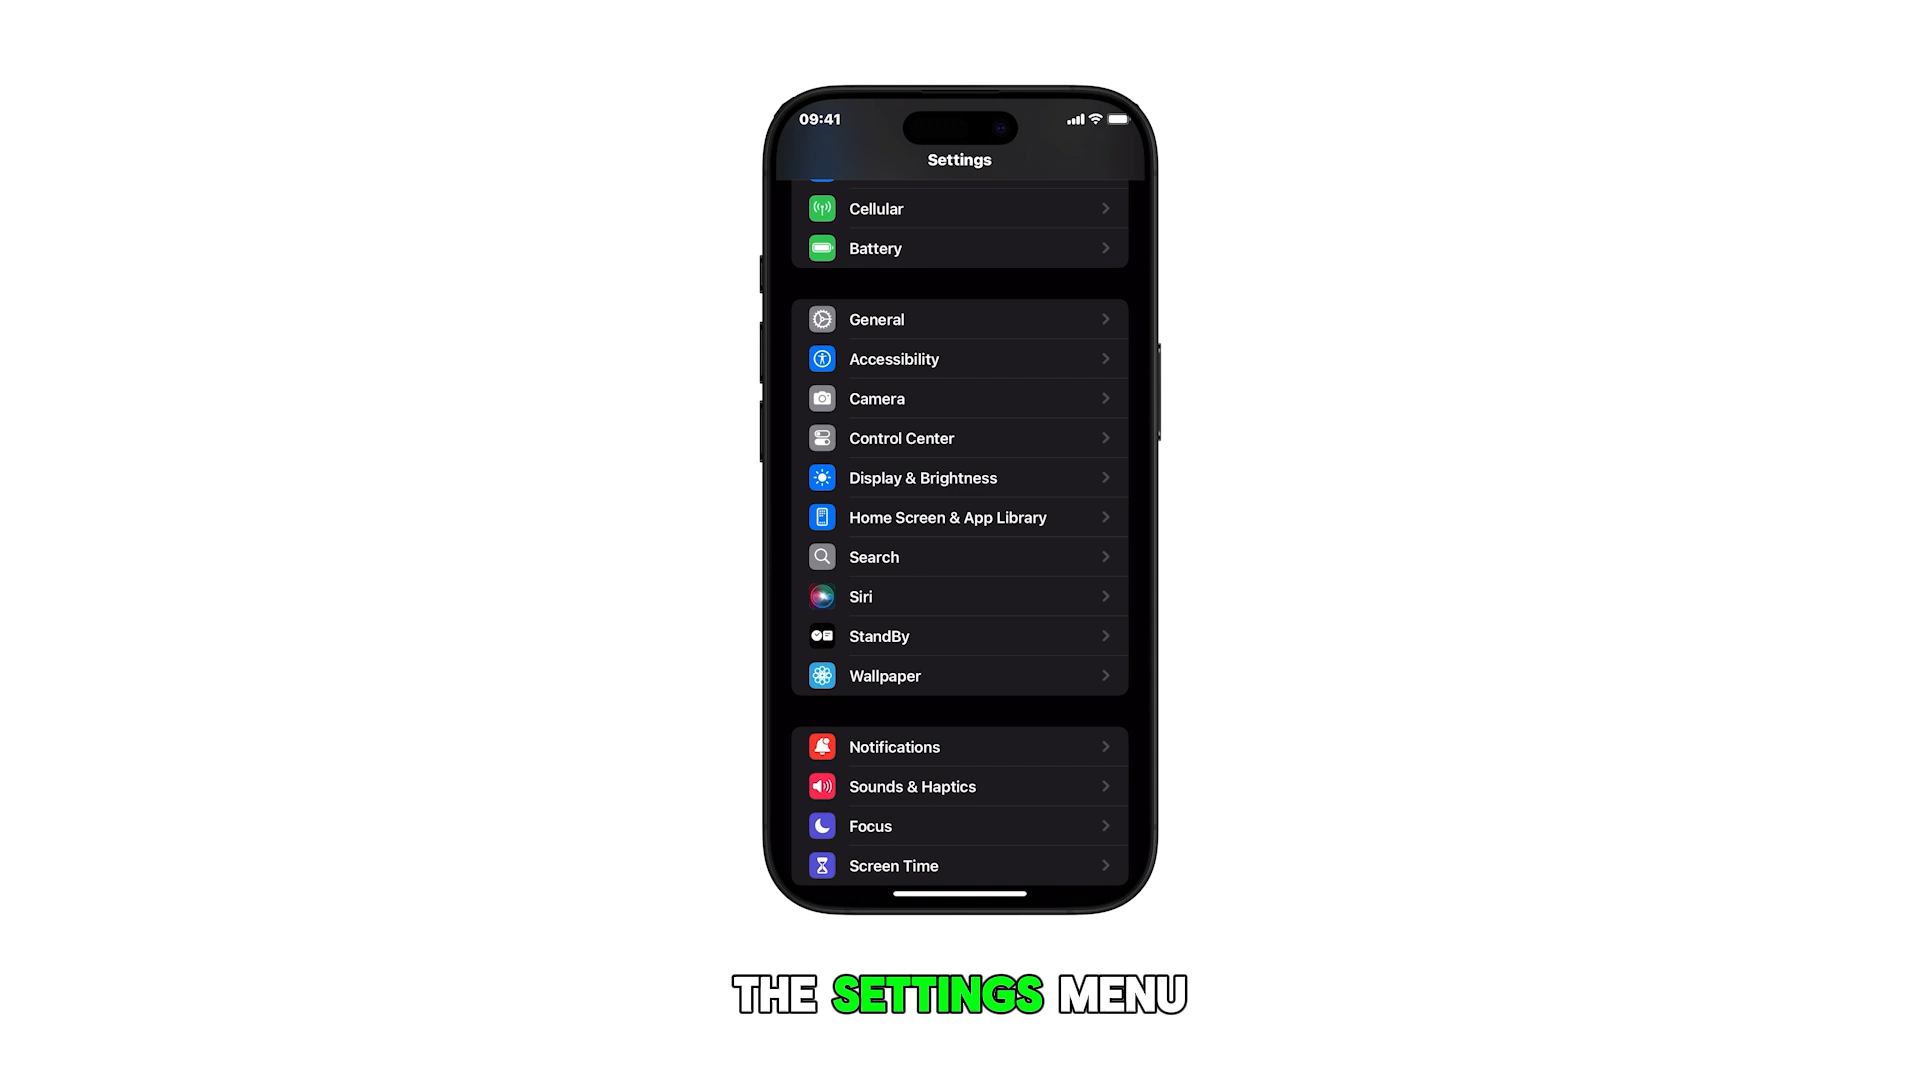 09:41
Settings
Cellular
Battery
General
Accessibility
Camera
Control Center
Display & Brightness
Home Screen & App Library
Search
Siri
StandBy
Wallpaper
Notifications
Sounds & Haptics
Focus
Screen Time
THE SETTINGS MENU